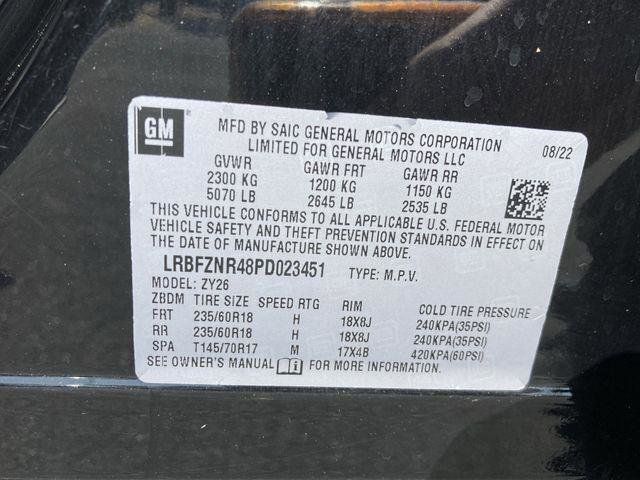 GM
MFD BY SAIC GENERAL MOTORS CORPORATION
LIMITED FOR GENERAL MOTORS LLC
08/22
GVWR GAWR FRT GAWR RR
2300 KG 1200 KG 1150 KG
5070 LB 2645 LB 2535 LB
THIS VEHICLE CONFORMS TO ALL APPLICABLE U.S. FEDERAL MOTOR
VEHICLE SAFETY AND THEFT PREVENTION STANDARDS IN EFFECT ON
THE DATE OF MANUFACTURE SHOWN ABOVE.
LRBFZNR48PD023451 TYPE: M.P.V.
MODEL: ZY26
ZBDM TIRE SIZE SPEED RTG RIM COLD TIRE PRESSURE
FRT 235/60R18 H 18X8J 240KPA(35PSI)
RR 235/60R18 H 18X8J 240KPA(35PSI)
SPA T145/70R17 M 17X4B 420KPA(60PSI)
SEE OWNER'S MANUAL FOR MORE INFORMATION.